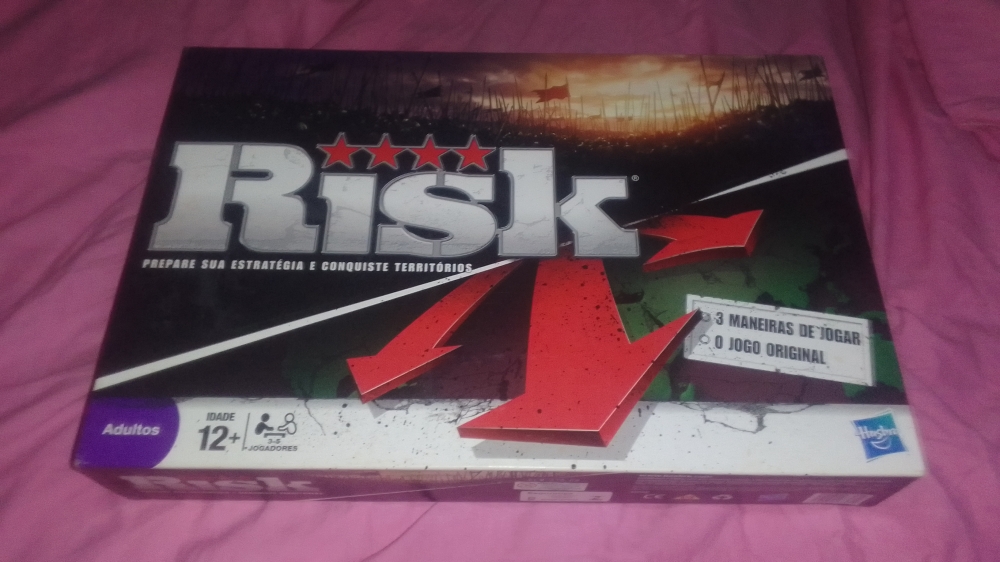 Risk®
PREPARE SUA ESTRATÉGIA E CONQUISTE TERRITÓRIOS
3 MANEIRAS DE JOGAR
O JOGO ORIGINAL
Adultos
IDADE
12+
3-5
JOGADORES
Hasbro
Risk